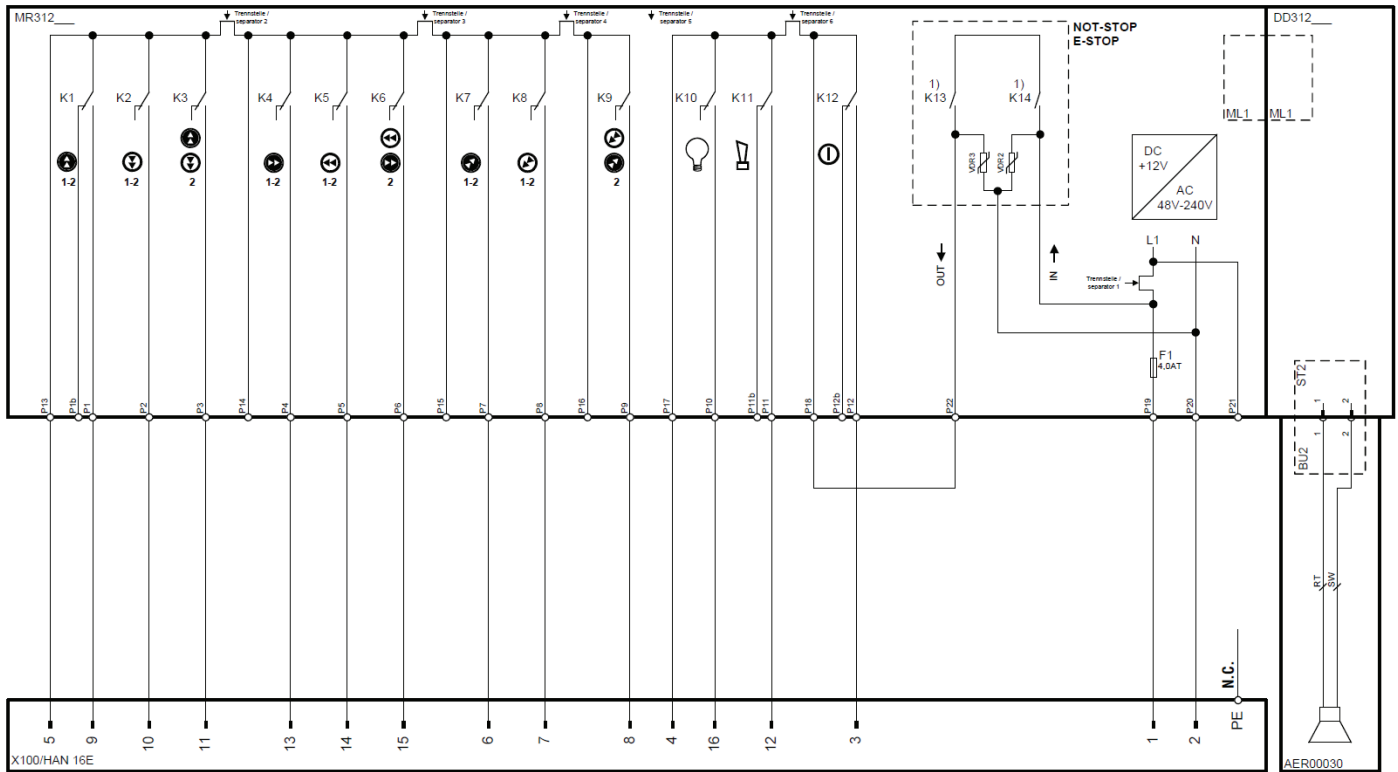 MR312___
Trennstelle /
separator 2
Trennstelle /
separator 3
Trennstelle /
separator 4
Trennstelle /
separator 5
Trennstelle /
separator 6
NOT-STOP
E-STOP
DD312___
K1
K2
K3
K4
K5
K6
K7
K8
K9
K10
K11
K12
1)
K13
1)
K14
ML1
ML1
1-2
1-2
2
1-2
1-2
2
1-2
1-2
2
VDR3
VDR2
DC
+12V
AC
48V-240V
L1
N
OUT
IN
Trennstelle /
separator 1
F1
4,0AT
ST2
1
2
P13
P1b
P1
P2
P3
P14
P4
P5
P6
P15
P7
P8
P16
P9
P17
P10
P11b
P11
P18
P12b
P12
P22
P19
P20
P21
1
2
BU2
RT
SW
N.C.
PE
5
9
10
11
13
14
15
6
7
8
4
16
12
3
1
2
X100/HAN 16E
AER00030